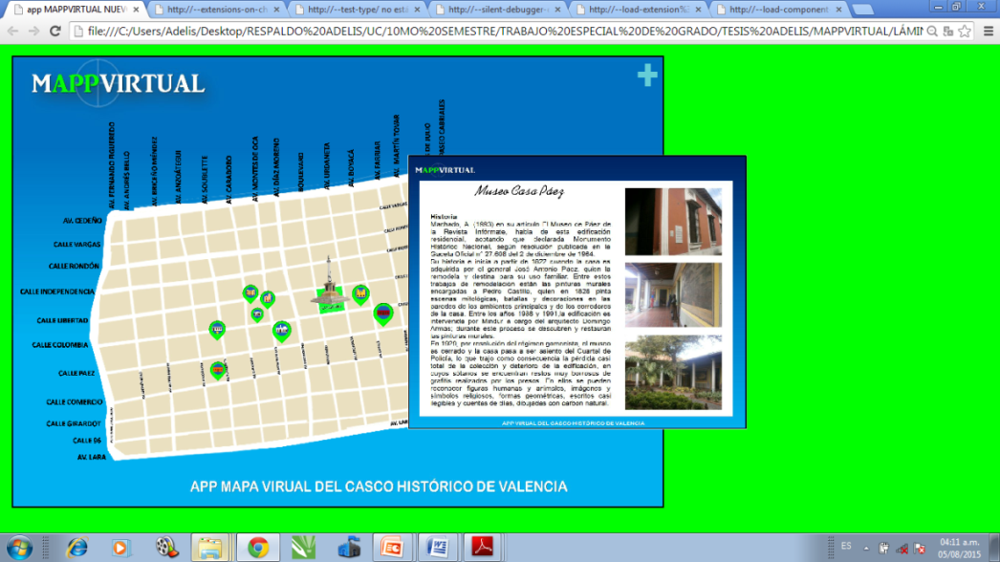 app MAPPVIRTUAL NUEV
http://--extensions-on-ch
http://--test-type/ no está
http://--silent-debugger-
http://--load-extension%
http://--load-component
file:///C:/Users/Adelis/Desktop/RESPALDO%20ADELIS/UC/10MO%20SEMESTRE/TRABAJO%20ESPECIAL%20DE%20GRADO/TESIS%20ADELIS/MAPPVIRTUAL/LÁMIN
MAPPVIRTUAL
AV. FERNANDO FIGUEREDO
AV. ANDRÉS BELLO
AV. BRICEÑO MÉNDEZ
AV. ANZOÁTEGUI
AV. SOUBLETTE
AV. CARABOBO
AV. MONTES DE OCA
AV. DÍAZ MORENO
BOULEVARD
AV. URDANETA
AV. BOYACÁ
AV. FARRIAR
AV. MARTÍN TOVAR
DE JULIO
PASEO CABRIALES
AV. CEDEÑO
CALLE VARGAS
CALLE RONDÓN
CALLE INDEPENDENCIA
CALLE LIBERTAD
CALLE COLOMBIA
CALLE PAEZ
CALLE COMERCIO
CALLE GIRARDOT
CALLE 96
AV. LARA
CALLE VARGAS
AV. LARA
MAPPVIRTUAL
Museo Casa Páez
Historia
Machado, A. (1993) en su artículo El Museo de Páez de
la Revista Infórmate, habla de esta edificación
residencial, acotando que declarada Monumento
Histórico Nacional, según resolución publicada en la
Gaceta Oficial n° 27.608 del 2 de diciembre de 1964.
Su historia e inicia a partir de 1827 cuando la casa es
adquirida por el general José Antonio Páez, quien la
remodela y destina para su uso familiar. Entre estos
trabajos de remodelación están las pinturas murales
encargadas a Pedro Castillo, quien en 1828 pinta
escenas mitológicas, batallas y decoraciones en las
paredes de los ambientes principales y de los corredores
de la casa. Entre los años 1988 y 1991,la edificación es
intervenida por Mindur a cargo del arquitecto Domingo
Armas; durante este proceso se descubren y restauran
las pinturas murales.
En 1920, por resolución del régimen gomecista, el museo
es cerrado y la casa pasa a ser asiento del Cuartel de
Policía, lo que trajo como consecuencia la pérdida casi
total de la colección y deterioro de la edificación, en
cuyos sótanos se encuentran restos muy borrosos de
grafitis realizados por los presos. En ellos se pueden
reconocer figuras humanas y animales, imágenes y
símbolos religiosos, formas geométricas, escritos casi
ilegibles y cuentas de días, dibujadas con carbón natural.
APP VIRTUAL DEL CASCO HISTÓRICO DE VALENCIA
APP MAPA VIRUAL DEL CASCO HISTÓRICO DE VALENCIA
ES
04:11 a.m.
05/08/2015